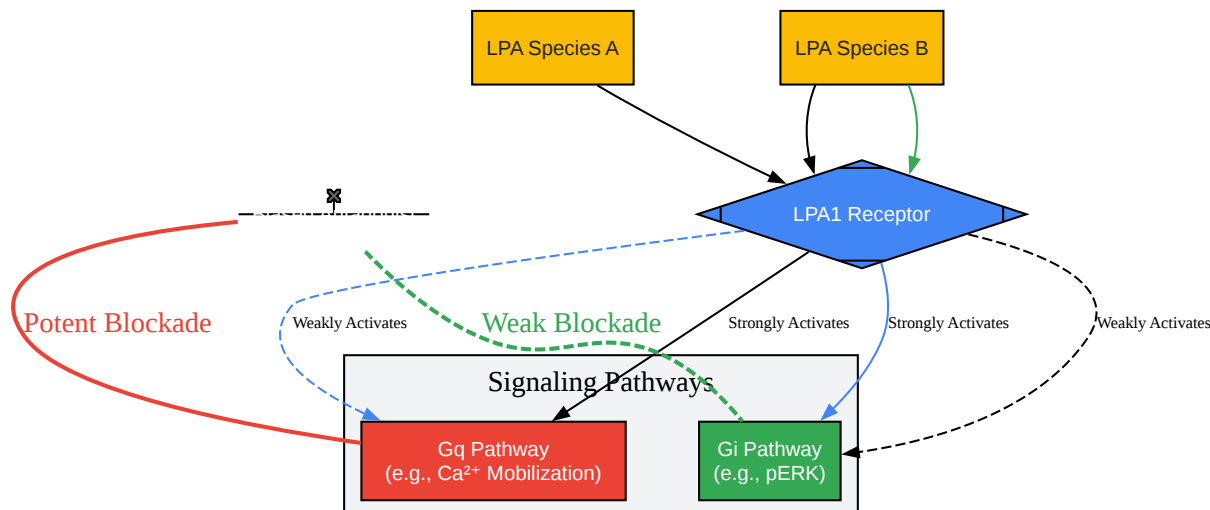 LPA Species A
LPA Species B
LPA1 Receptor
Potent Blockade
Weakly Activates
Weak Blockade
Strongly Activates
Strongly Activates
Weakly Activates
Signaling Pathways
Gq Pathway
(e.g., Ca²⁺ Mobilization)
Gi Pathway
(e.g., pERK)